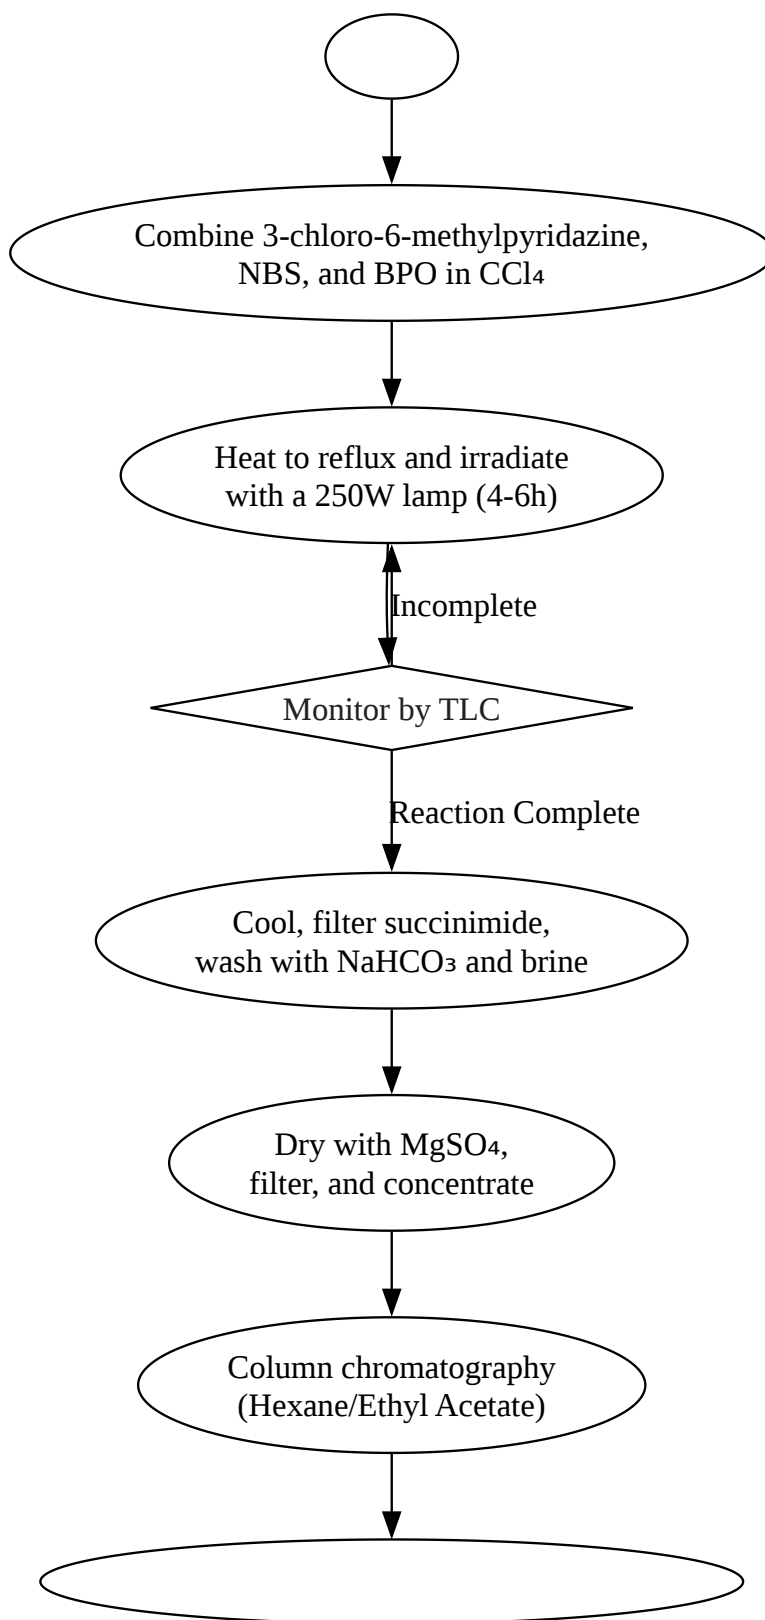 Combine 3-chloro-6-methylpyridazine,
NBS, and BPO in CCl₄
Heat to reflux and irradiate
with a 250W lamp (4-6h)
Incomplete
Monitor by TLC
Reaction Complete
Cool, filter succinimide,
wash with NaHCO₃ and brine
Dry with MgSO₄,
filter, and concentrate
Column chromatography
(Hexane/Ethyl Acetate)